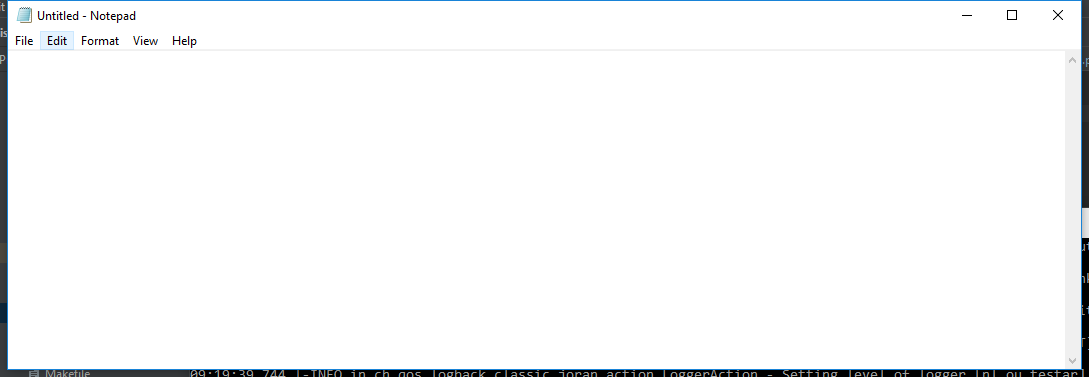 Untitled - Notepad
File Edit Format View Help
Makefile 09:19:39,744 |-INFO in ch.qos.logback.classic.joran.action.LoggerAction - Setting level of logger [nl.ou.testar